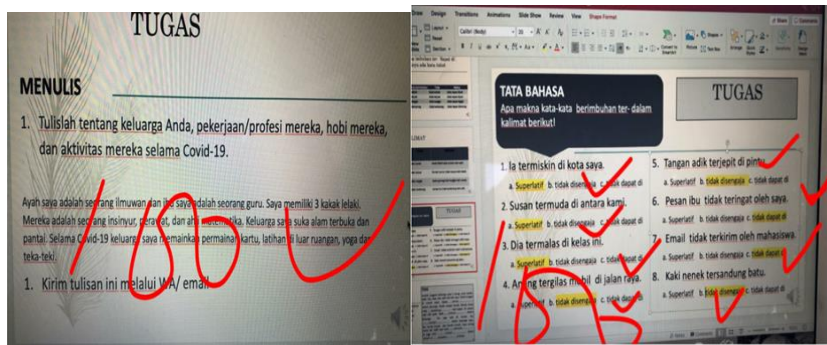 TUGAS
MENULIS
1. Tulislah tentang keluarga Anda, pekerjaan/profesi mereka, hobi mereka,
dan aktivitas mereka selama Covid-19.
Ayah saya adalah seorang ilmuwan dan ibu saya adalah seorang guru. Saya memiliki 3 kakak lelaki.
Mereka adalah seorang insinyur, perawat, dan ahli matematika. Keluarga saya suka alam terbuka dan
pantai. Selama Covid-19 keluarga saya memainkan permainan kartu, latihan di luar ruangan, yoga dan
teka-teki.
1. Kirim tulisan ini melalui WA/ email
100
Design Transitions Animations Slide Show Review View Shape Format
TATA BAHASA
Apa makna kata-kata berimbuhan ter- dalam
kalimat berikut!
TUGAS
1. Ia termiskin di kota saya.
a. Superlatif b. tidak disengaja c. tidak dapat di
2. Susan termuda di antara kami.
a. Superlatif b. tidak disengaja c. tidak dapat di
3. Dia termalas di kelas ini.
a. Superlatif b. tidak disengaja c. tidak dapat di
4. Anjing tergilas mobil di jalan raya.
a. Superlatif b. tidak disengaja c. tidak dapat di
5. Tangan adik terjepit di pintu
a. Superlatif b. tidak disengaja c. tidak dapat di
6. Pesan ibu tidak teringat oleh saya.
a. Superlatif b. tidak disengaja c. tidak dapat di
7. Email tidak terkirim oleh mahasiswa.
a. Superlatif b. tidak disengaja c. tidak dapat di
8. Kaki nenek tersandung batu.
a. Superlatif b. tidak disengaja c. tidak dapat di
100